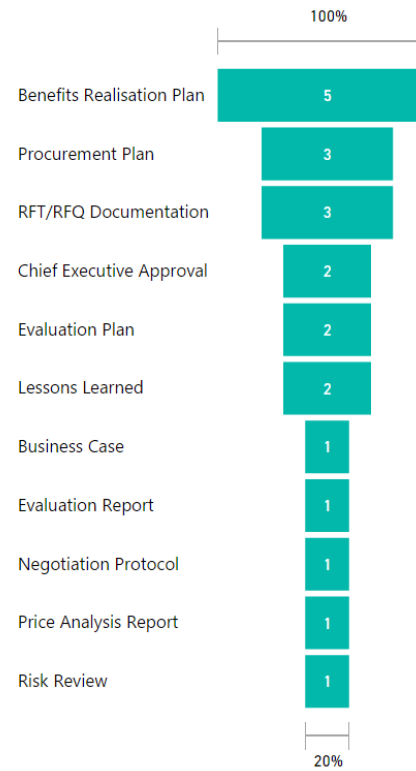 100%
Benefits Realisation Plan 5
Procurement Plan 3
RFT/RFQ Documentation 3
Chief Executive Approval 2
Evaluation Plan 2
Lessons Learned 2
Business Case 1
Evaluation Report 1
Negotiation Protocol 1
Price Analysis Report 1
Risk Review 1
20%